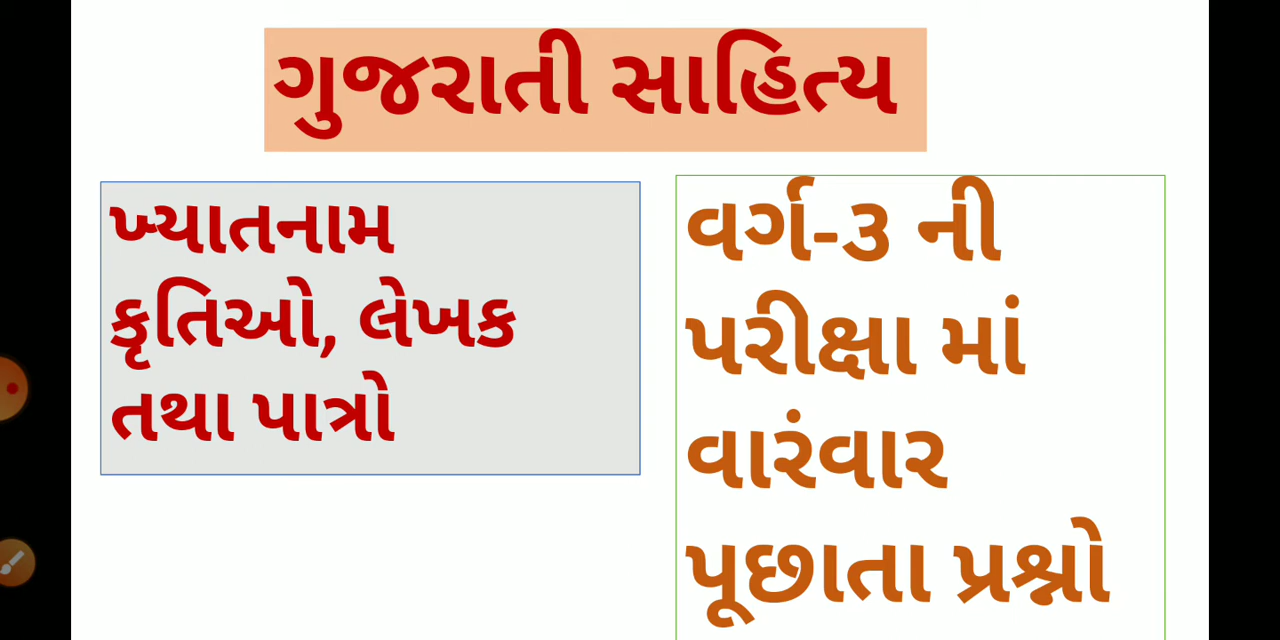 ગુજરાતી સાહિત્ય
ખ્યાતનામ
કૃતિઓ, લેખક
તથા પાત્રો
વર્ગ-૩ ની
પરીક્ષા માં
વારંવાર
પૂછાતા પ્રશ્નો